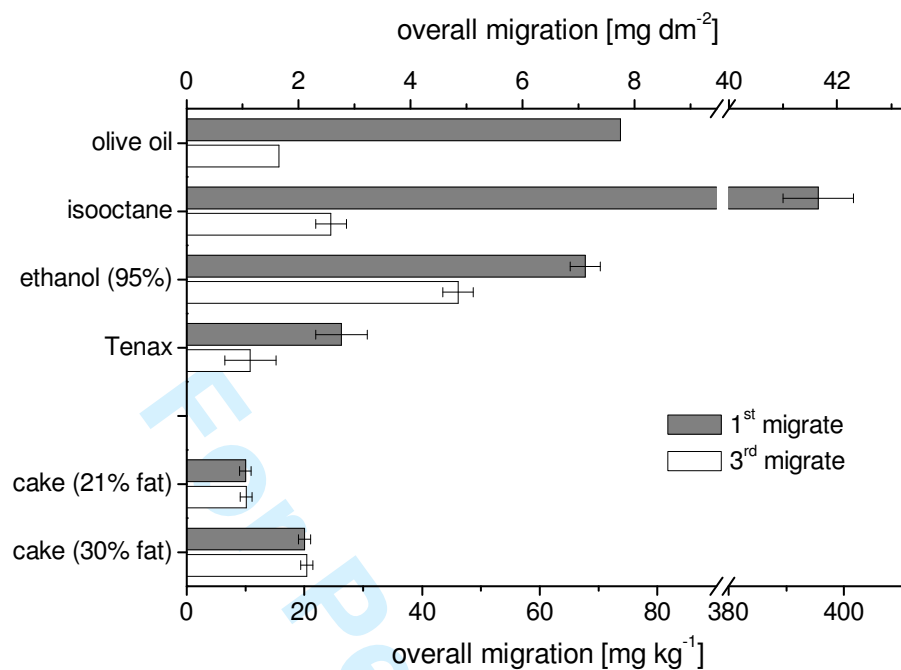 overall migration [mg dm⁻²]
0 2 4 6 8 40 42
olive oil
isooctane
ethanol (95%)
Tenax
1ˢᵗ migrate
3ʳᵈ migrate
cake (21% fat)
cake (30% fat)
0 20 40 60 80 380 400
overall migration [mg kg⁻¹]
For Pe